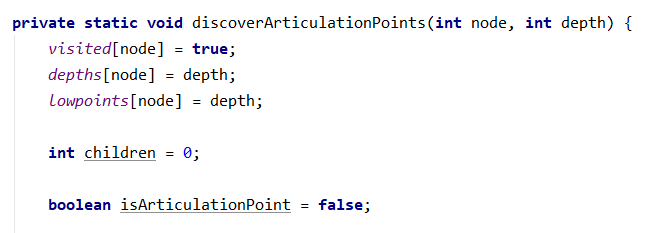 private static void discoverArticulationPoints(int node, int depth) {
    visited[node] = true;
    depths[node] = depth;
    lowpoints[node] = depth;
    int children = 0;
    boolean isArticulationPoint = false;